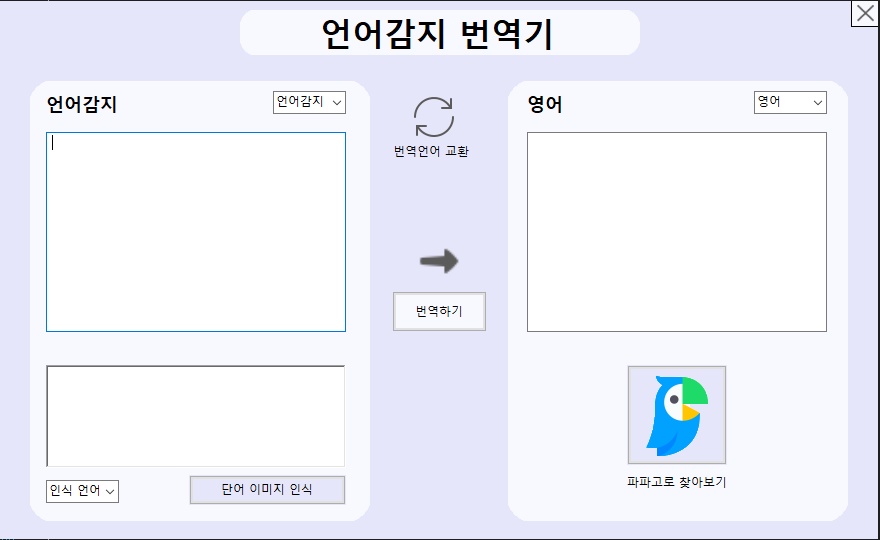 언어감지 번역기
언어감지
언어감지
번역언어 교환
번역하기
인식 언어
단어 이미지 인식
영어
영어
파파고로 찾아보기